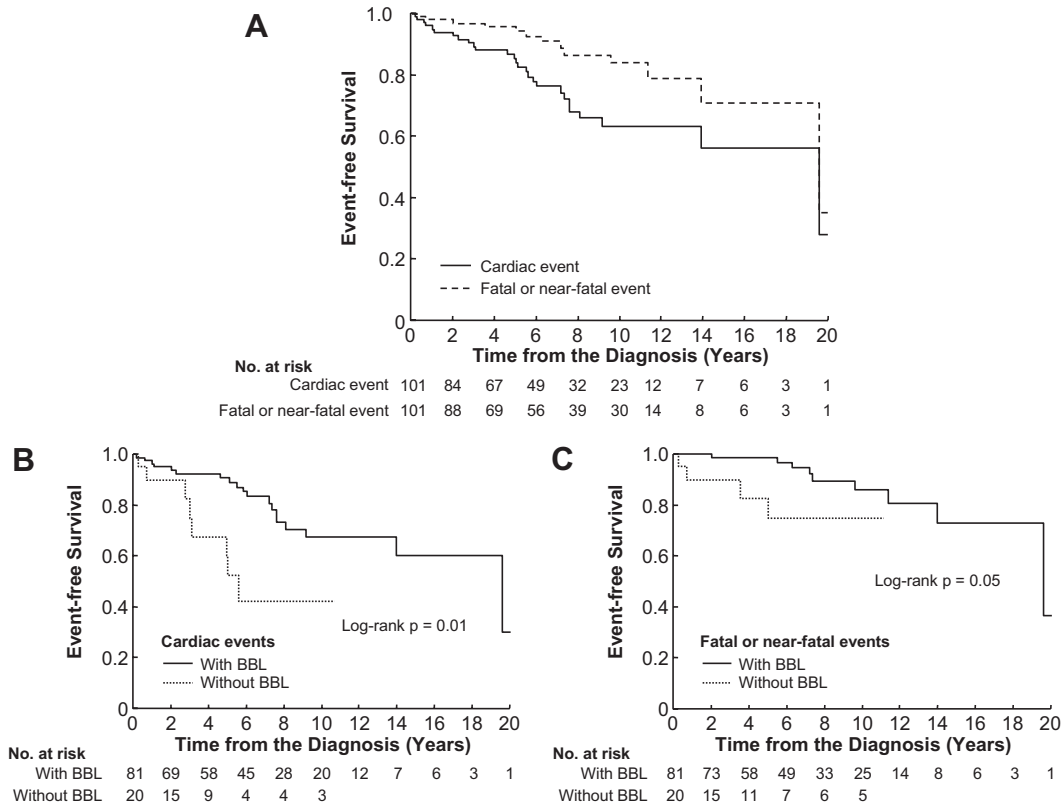 A
Event-free Survival
1.0
0.8
0.6
0.4
0.2
0
Cardiac event
Fatal or near-fatal event
0 2 4 6 8 10 12 14 16 18 20
Time from the Diagnosis (Years)
No. at risk
Cardiac event 101 84 67 49 32 23 12 7 6 3 1
Fatal or near-fatal event 101 88 69 56 39 30 14 8 6 3 1
B
Event-free Survival
1.0
0.8
0.6
0.4
0.2
0
Log-rank p = 0.01
Cardiac events
With BBL
Without BBL
0 2 4 6 8 10 12 14 16 18 20
Time from the Diagnosis (Years)
No. at risk
With BBL 81 69 58 45 28 20 12 7 6 3 1
Without BBL 20 15 9 4 4 3
C
Event-free Survival
1.0
0.8
0.6
0.4
0.2
0
Log-rank p = 0.05
Fatal or near-fatal events
With BBL
Without BBL
0 2 4 6 8 10 12 14 16 18 20
Time from the Diagnosis (Years)
No. at risk
With BBL 81 73 58 49 33 25 14 8 6 3 1
Without BBL 20 15 11 7 6 5